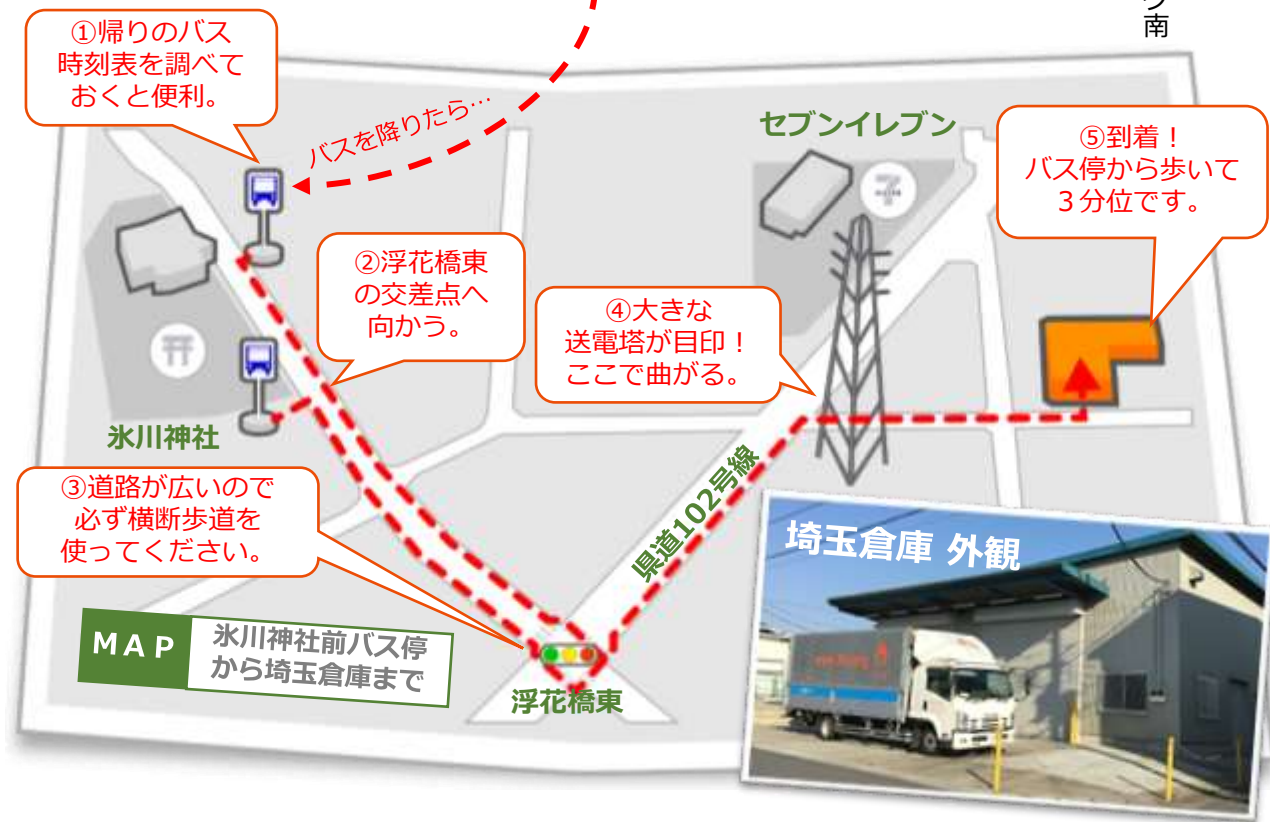 南
①帰りのバス
時刻表を調べて
おくと便利。
バスを降りたら…
セブンイレブン
⑤到着！
バス停から歩いて
３分位です。
②浮花橋東
の交差点へ
向かう。
④大きな
送電塔が目印！
ここで曲がる。
氷川神社
③道路が広いので
必ず横断歩道を
使ってください。
県道102号線
埼玉倉庫 外観
MAP
氷川神社前バス停
から埼玉倉庫まで
浮花橋東